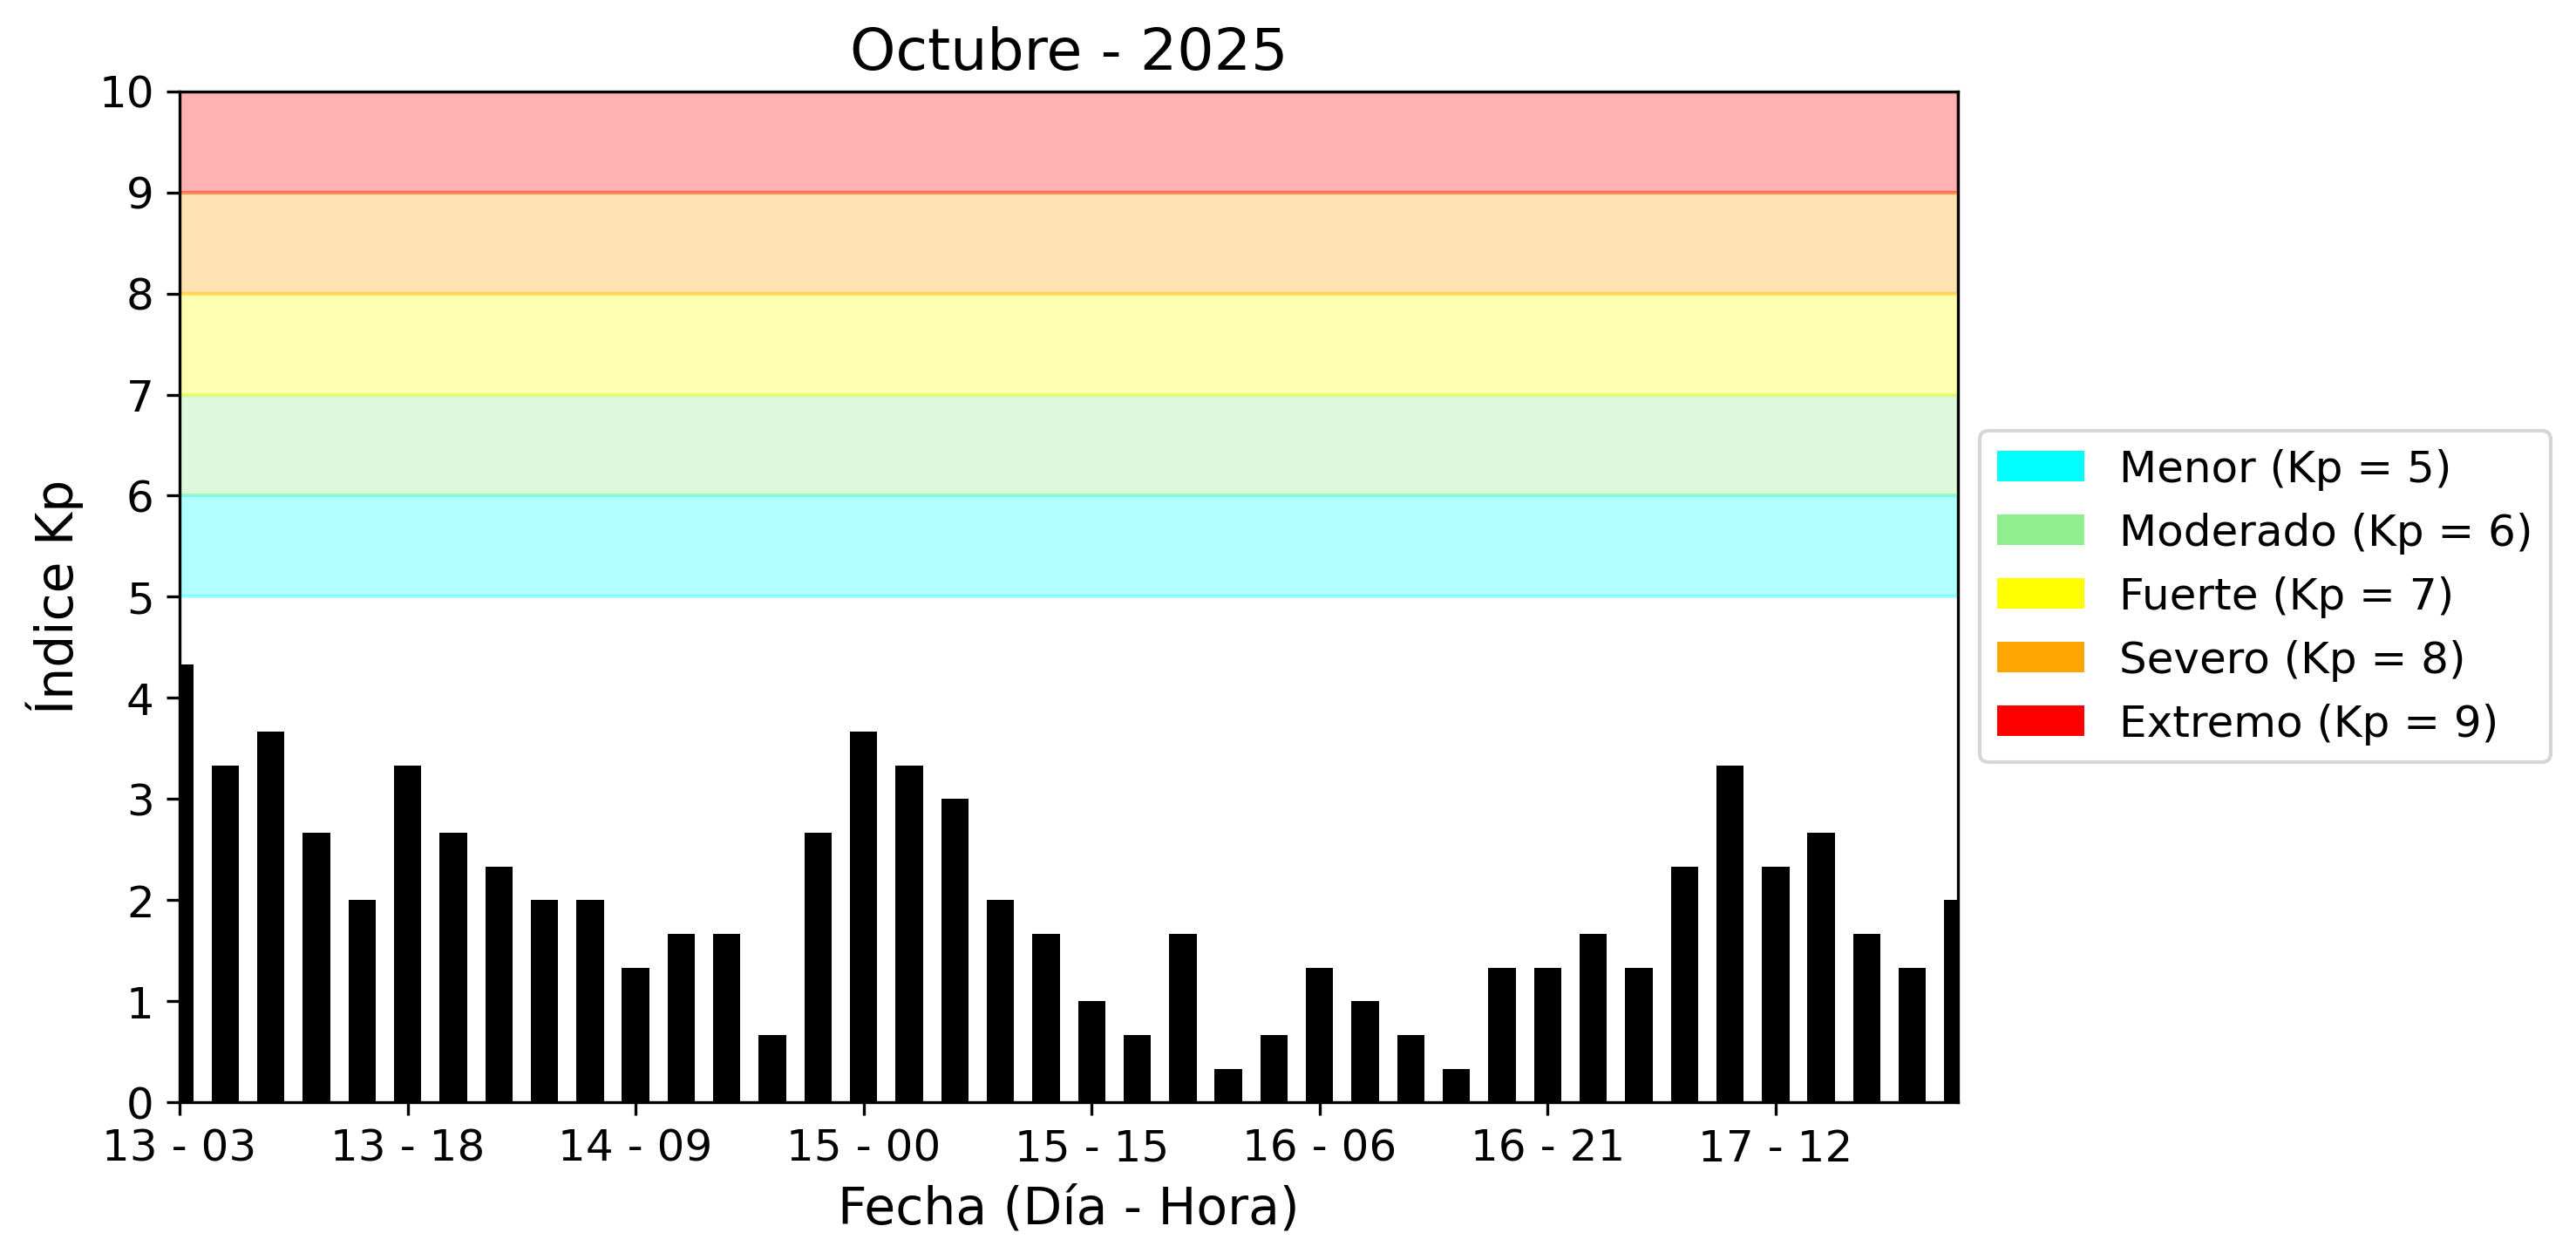 Octubre - 2025
10
9
8
7
6
5
4
3
2
1
0
Índice Kp
13 - 03
13 - 18
14 - 09
15 - 00
15 - 15
16 - 06
16 - 21
17 - 12
Fecha (Día - Hora)
Menor (Kp = 5)
Moderado (Kp = 6)
Fuerte (Kp = 7)
Severo (Kp = 8)
Extremo (Kp = 9)